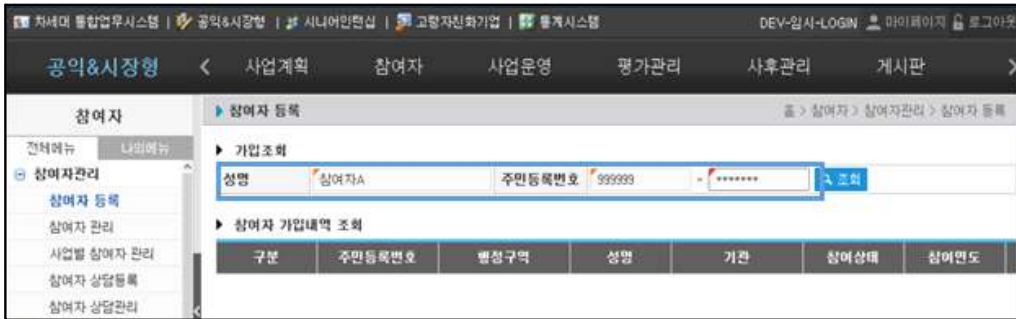 차세대 통합업무시스템 | 공익&시장형 | 시니어인턴십 | 고령자친화기업 | 통계시스템 DEV-임시-LOGIN 마이페이지 로그아웃
공익&시장형 < 사업계획 참여자 사업운영 평가관리 사후관리 게시판 >
참여자
전체메뉴 나의메뉴
참여자관리
참여자 등록
참여자 관리
사업별 참여자 관리
참여자 상담등록
참여자 상담관리
참여자 등록 홈 > 참여자 > 참여자관리 > 참여자 등록
가입조회
성명 참여자A 주민등록번호 999999 - ******* 조회
참여자 가입내역 조회
구분 주민등록번호 행정구역 성명 기관 참여상태 참여연도